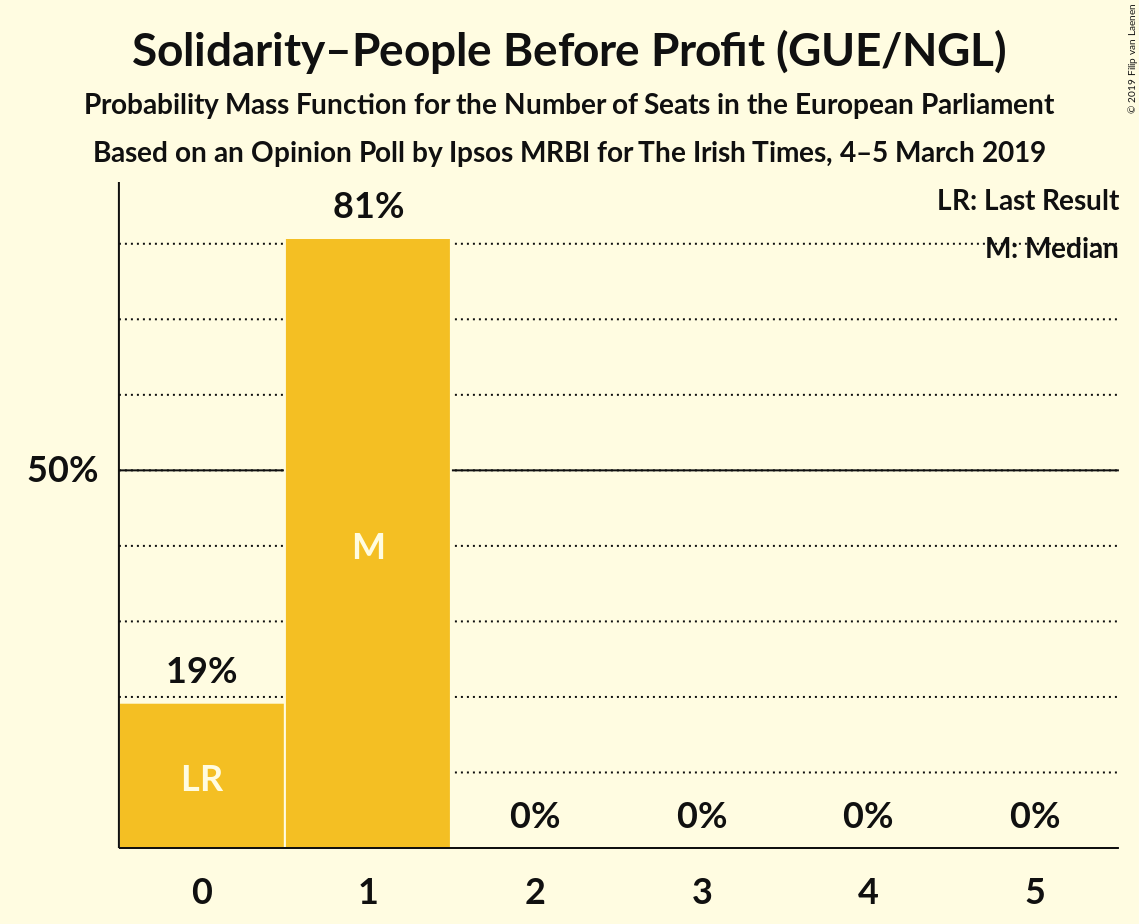 Solidarity–People Before Profit (GUE/NGL)
Probability Mass Function for the Number of Seats in the European Parliament
Based on an Opinion Poll by Ipsos MRBI for The Irish Times, 4–5 March 2019
© 2019 Filip van Laenen
LR: Last Result
M: Median
81%
50%
M
19%
LR
0%
0%
0%
0%
0
1
2
3
4
5